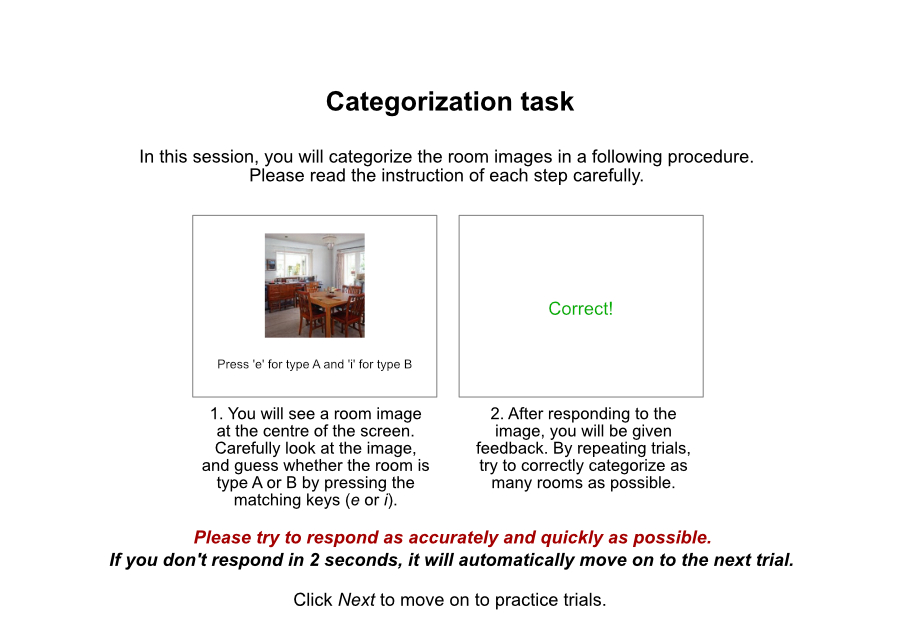 Categorization task
In this session, you will categorize the room images in a following procedure.
Please read the instruction of each step carefully.
Press 'e' for type A and 'i' for type B
Correct!
1. You will see a room image
at the centre of the screen.
Carefully look at the image,
and guess whether the room is
type A or B by pressing the
matching keys (e or i).
2. After responding to the
image, you will be given
feedback. By repeating trials,
try to correctly categorize as
many rooms as possible.
Please try to respond as accurately and quickly as possible.
If you don't respond in 2 seconds, it will automatically move on to the next trial.
Click Next to move on to practice trials.